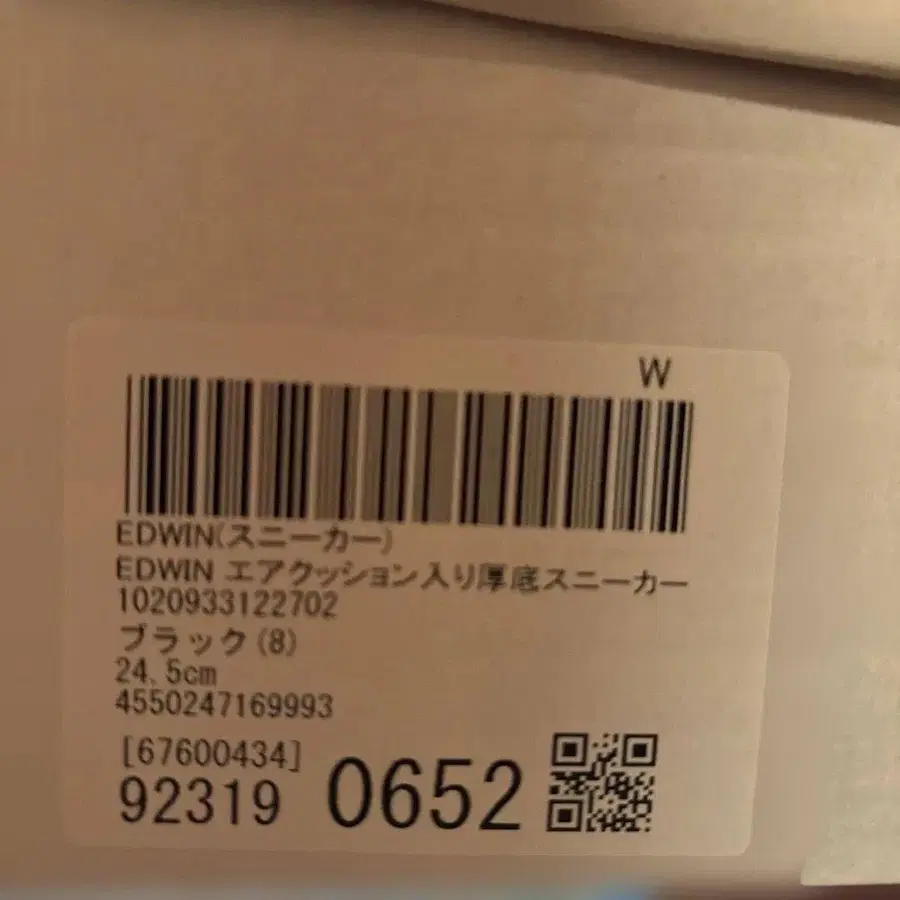 W
EDWIN(スニーカー)
EDWIN エアクッション入り厚底スニーカー
1020933122702
ブラック(8)
24.5cm
4550247169993
[67600434]
92319 0652